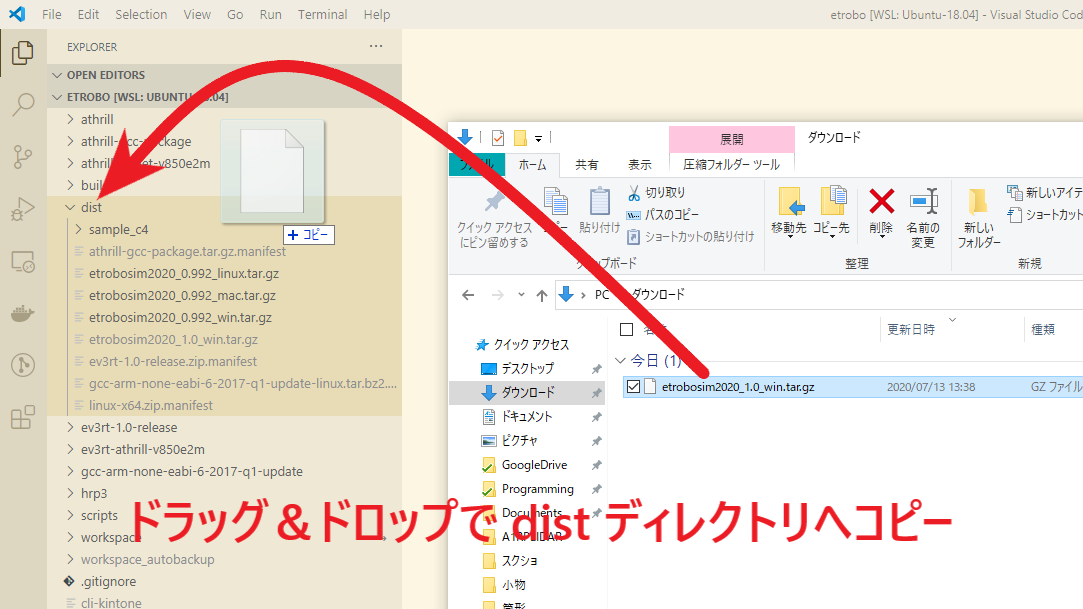 File Edit Selection View Go Run Terminal Help
etrobo [WSL: Ubuntu-18.04] - Visual Studio Cod
EXPLORER
OPEN EDITORS
ETROBO [WSL: UBUNTU-18.04]
athrill
athrill-gcc-package
dist
sample_c4
athrill-gcc-package.tar.gz.manifest
etrobosim2020_0.992_linux.tar.gz
etrobosim2020_0.992_mac.tar.gz
etrobosim2020_0.992_win.tar.gz
etrobosim2020_1.0_win.tar.gz
ev3rt-1.0-release.zip.manifest
gcc-arm-none-eabi-6-2017-q1-update-linux.tar.bz2....
linux-x64.zip.manifest
ev3rt-1.0-release
ev3rt-athrill-v850e2m
gcc-arm-none-eabi-6-2017-q1-update
hrp3
scripts
workspace
workspace_autobackup
.gitignore
cli-kintone
コピー
展開
ダウンロード
ファイル
ホーム
共有
表示
圧縮フォルダー ツール
クイック アクセス
にピン留めする
コピー
貼り付け
切り取り
パスのコピー
ショートカットの貼り付け
クリップボード
移動先
コピー先
削除
名前の
変更
整理
新しい
フォルダー
新しいアイテ
ショートカット
新規
PC
ダウンロード
更新日時
種類
今日 (1)
etrobosim2020_1.0_win.tar.gz
2020/07/13 13:38
GZ ファイル
クイック アクセス
デスクトップ
ダウンロード
ドキュメント
ピクチャ
GoogleDrive
Programming
Documents
A1RPLIDAR
スクショ
小物
ドラッグ＆ドロップで dist ディレクトリへコピー